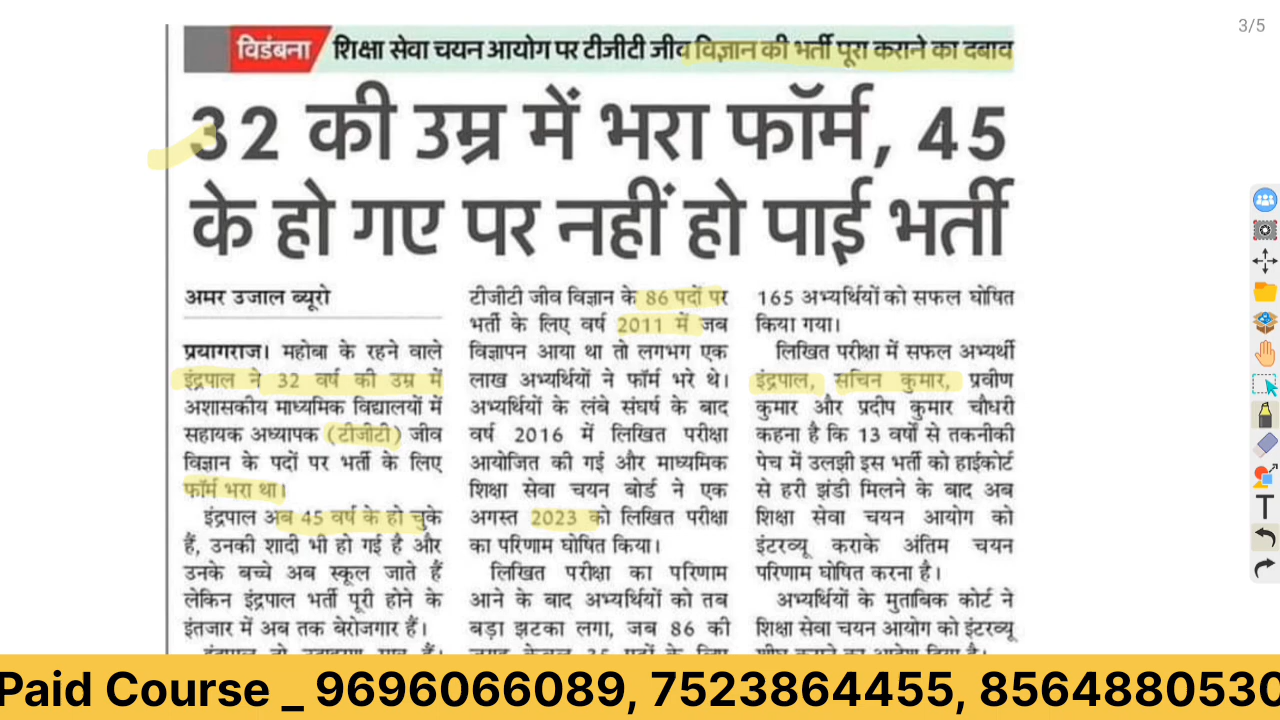 3/5
विडंबना शिक्षा सेवा चयन आयोग पर टीजीटी जीव विज्ञान की भर्ती पूरा कराने का दबाव
32 की उम्र में भरा फॉर्म, 45
के हो गए पर नहीं हो पाई भर्ती
अमर उजाला ब्यूरो
प्रयागराज। महोबा के रहने वाले
इंद्रपाल ने 32 वर्ष की उम्र में
अशासकीय माध्यमिक विद्यालयों में
सहायक अध्यापक (टीजीटी) जीव
विज्ञान के पदों पर भर्ती के लिए
फॉर्म भरा था।
इंद्रपाल अब 45 वर्ष के हो चुके
हैं, उनकी शादी भी हो गई है और
उनके बच्चे अब स्कूल जाते हैं
लेकिन इंद्रपाल भर्ती पूरी होने के
इंतजार में अब तक बेरोजगार हैं।
टीजीटी जीव विज्ञान के 86 पदों पर
भर्ती के लिए वर्ष 2011 में जब
विज्ञापन आया था तो लगभग एक
लाख अभ्यर्थियों ने फॉर्म भरे थे।
अभ्यर्थियों के लंबे संघर्ष के बाद
वर्ष 2016 में लिखित परीक्षा
आयोजित की गई और माध्यमिक
शिक्षा सेवा चयन बोर्ड ने एक
अगस्त 2023 को लिखित परीक्षा
का परिणाम घोषित किया।
लिखित परीक्षा का परिणाम
आने के बाद अभ्यर्थियों को तब
बड़ा झटका लगा, जब 86 की
165 अभ्यर्थियों को सफल घोषित
किया गया।
लिखित परीक्षा में सफल अभ्यर्थी
इंद्रपाल, सचिन कुमार, प्रवीण
कुमार और प्रदीप कुमार चौधरी
कहना है कि 13 वर्षों से तकनीकी
पेच में उलझी इस भर्ती को हाईकोर्ट
से हरी झंडी मिलने के बाद अब
शिक्षा सेवा चयन आयोग को
इंटरव्यू कराके अंतिम चयन
परिणाम घोषित करना है।
अभ्यर्थियों के मुताबिक कोर्ट ने
शिक्षा सेवा चयन आयोग को इंटरव्यू
Paid Course _ 9696066089, 7523864455, 8564880530